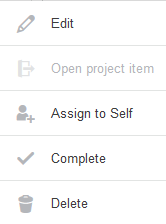 Edit
Open project item
Assign to Self
Complete
Delete